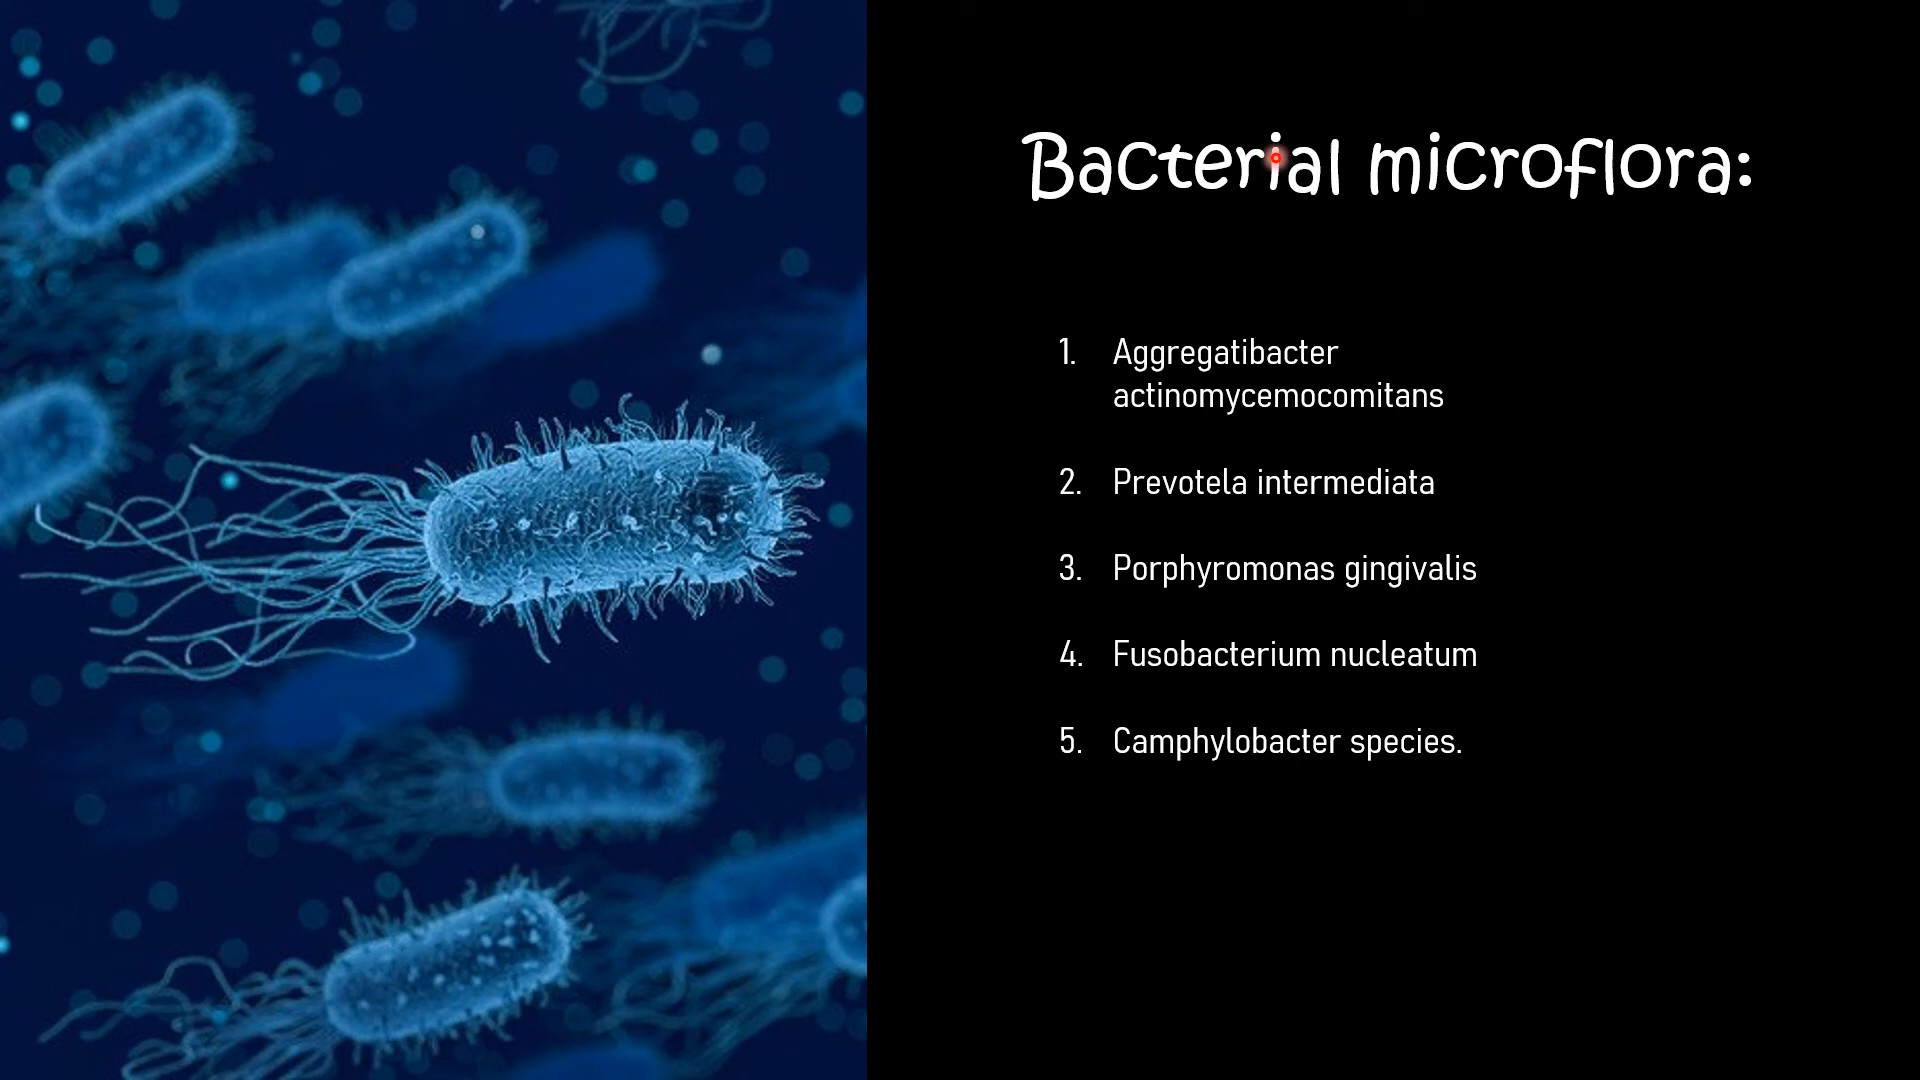 Bacterial microflora:
1. Aggregatibacter
actinomycemocomitans
2. Prevotela intermediata
3. Porphyromonas gingivalis
4. Fusobacterium nucleatum
5. Camphylobacter species.